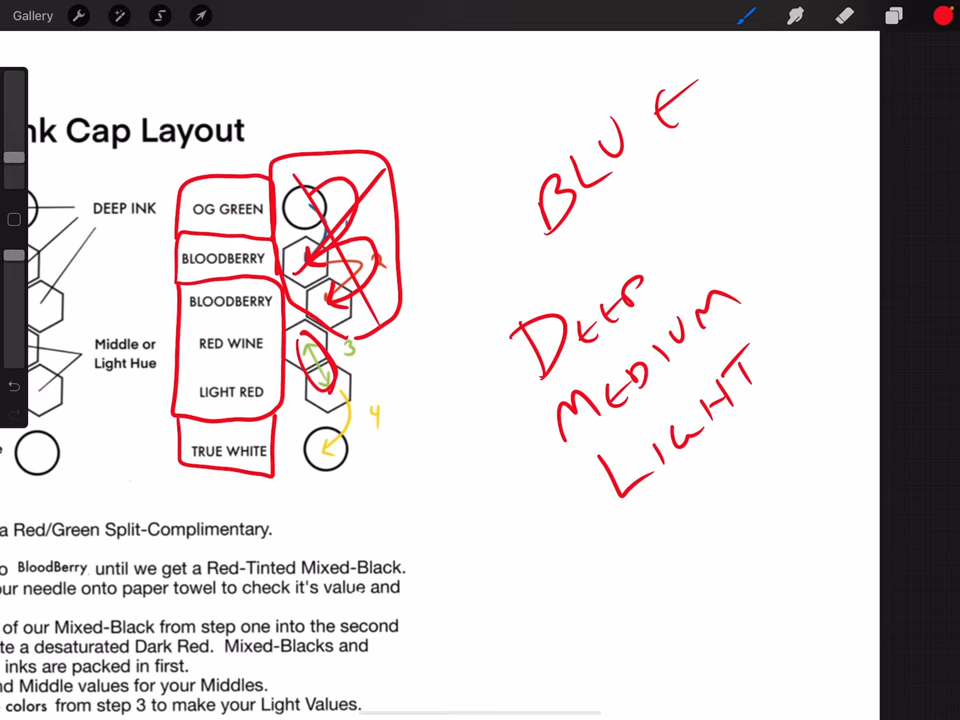 Gallery
nk Cap Layout
BLUE
DEEP INK
OG GREEN
BLOODBERRY
2
BLOODBERRY
DEEP
MEDIUM
LIGHT
Middle or
Light Hue
RED WINE
3
LIGHT RED
4
TRUE WHITE
a Red/Green Split-Complimentary.
o BloodBerry until we get a Red-Tinted Mixed-Black.
our needle onto paper towel to check it's value and
of our Mixed-Black from step one into the second
te a desaturated Dark Red. Mixed-Blacks and
inks are packed in first.
nd Middle values for your Middles.
colors from step 3 to make your Light Values.